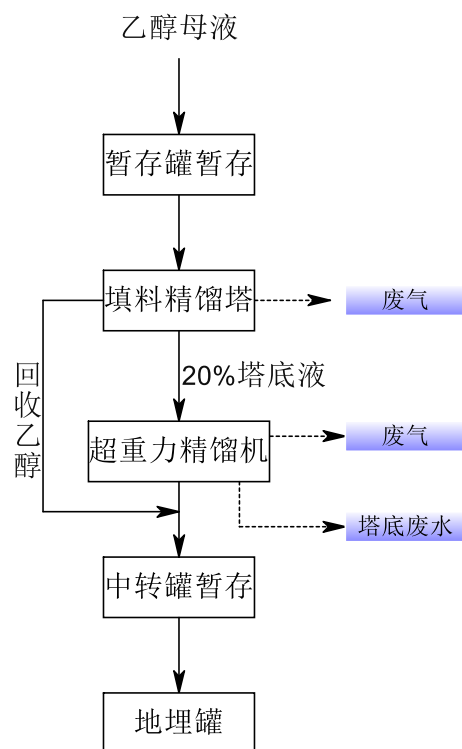 乙醇母液
暂存罐暂存
填料精馏塔
废气
回收乙醇
20%塔底液
超重力精馏机
废气
塔底废水
中转罐暂存
地埋罐